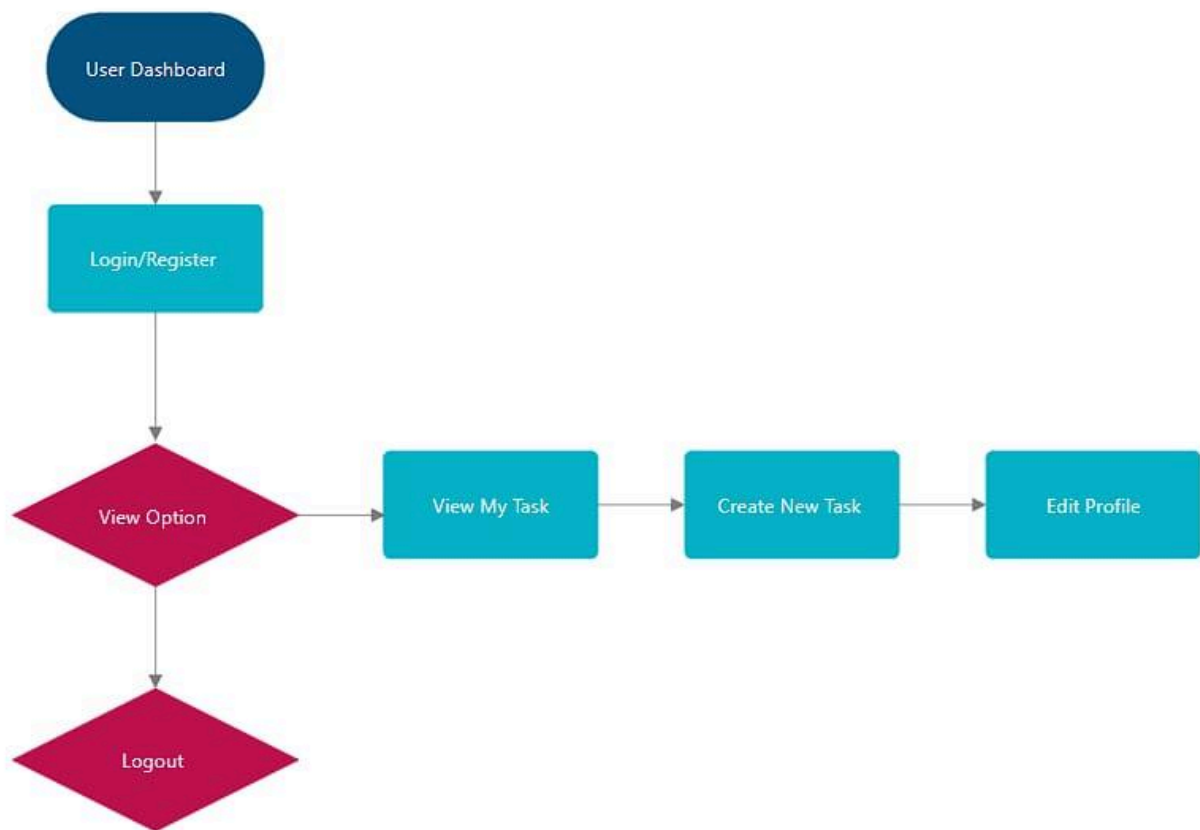 User Dashboard
Login/Register
View Option
View My Task
Create New Task
Edit Profile
Logout